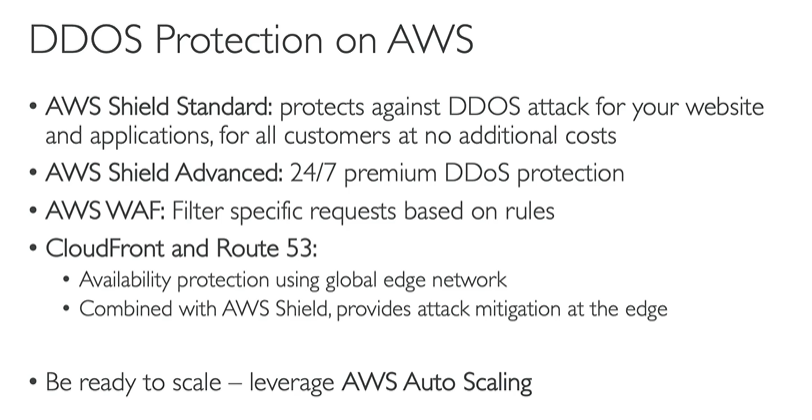 DDOS Protection on AWS
• AWS Shield Standard: protects against DDOS attack for your website
and applications, for all customers at no additional costs
• AWS Shield Advanced: 24/7 premium DDoS protection
• AWS WAF: Filter specific requests based on rules
• CloudFront and Route 53:
• Availability protection using global edge network
• Combined with AWS Shield, provides attack mitigation at the edge
• Be ready to scale – leverage AWS Auto Scaling